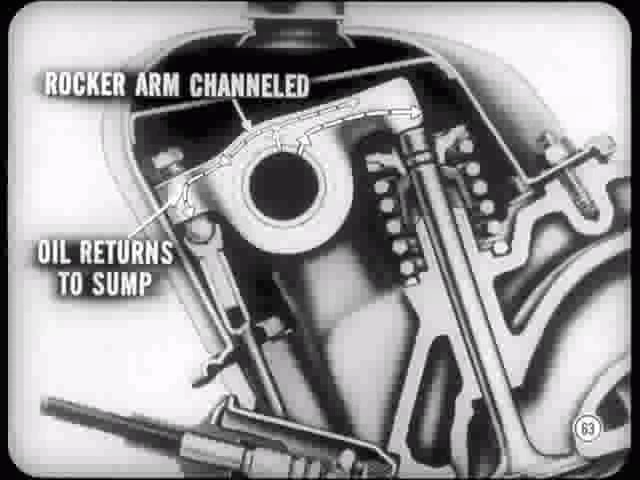 ROCKER ARM CHANNELED
OIL RETURNS
TO SUMP
63